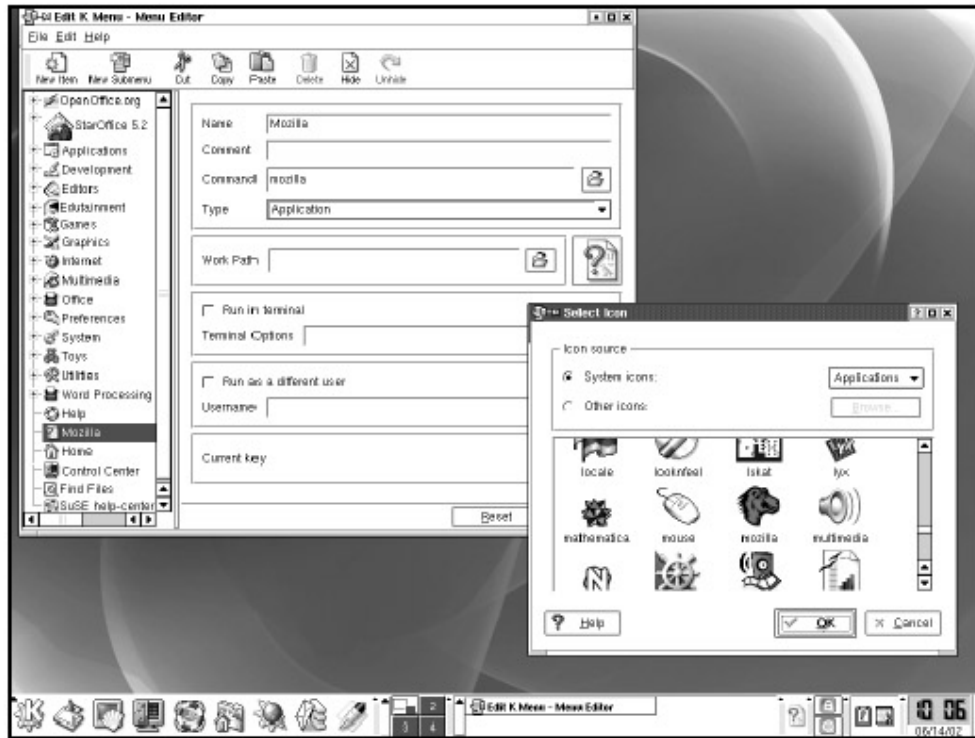 Edit K Menu - Menu Editor
File Edit Help
New Item New Submenu Cut Copy Paste Delete Hide Unhide
OpenOffice.org
StarOffice 5.2
Applications
Development
Editors
Edutainment
Games
Graphics
Internet
Multimedia
Office
Preferences
System
Toys
Utilities
Word Processing
Help
Mozilla
Home
Control Center
Find Files
SuSE help-center
Name Mozilla
Comment
Command mozilla
Type Application
Work Path
Run in terminal
Terminal Options
Run as a different user
Username
Current key
Reset
Select Icon
Icon source
System icons: Applications
Other icons: Browse...
locale looknfeel lskat lyx
mathematica mouse mozilla multimedia
Help OK Cancel
2
3 4
Edit K Menu - Menu Editor
10 06
06/14/02